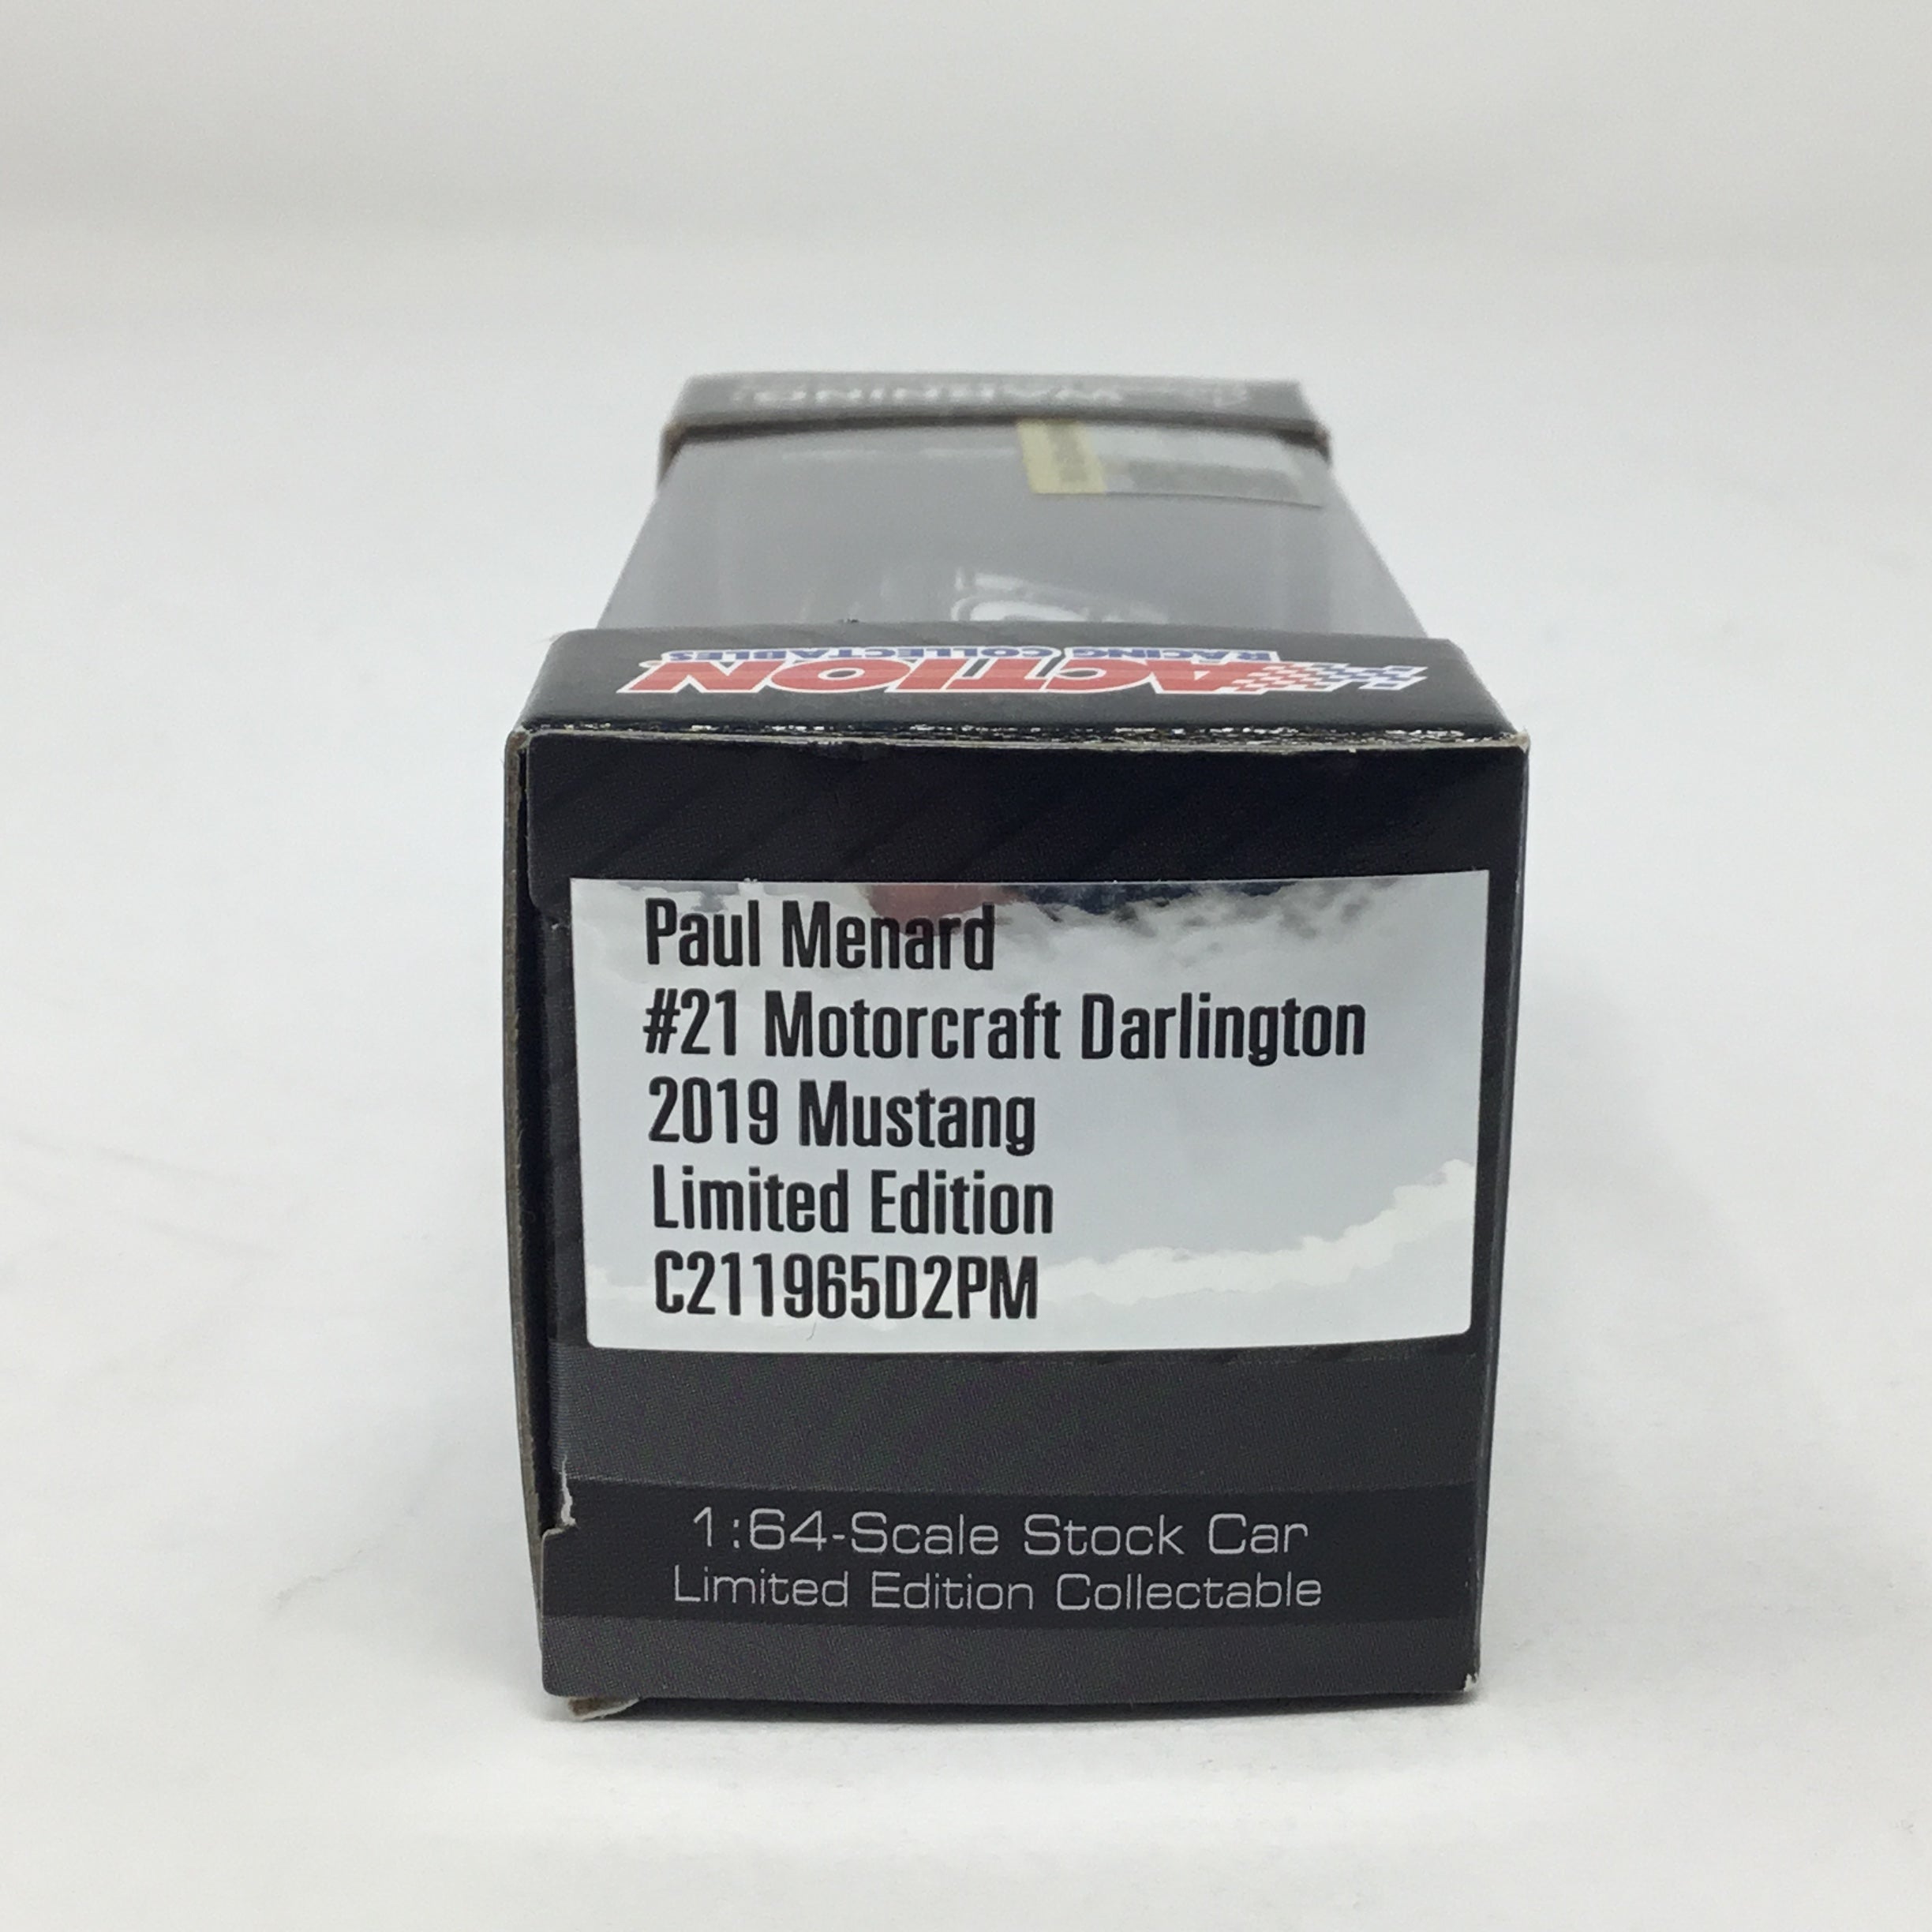 WARNING:
RACING COLLECTABLES
ACTION
Paul Menard
#21 Motorcraft Darlington
2019 Mustang
Limited Edition
C211965D2PM
1:64-Scale Stock Car
Limited Edition Collectable